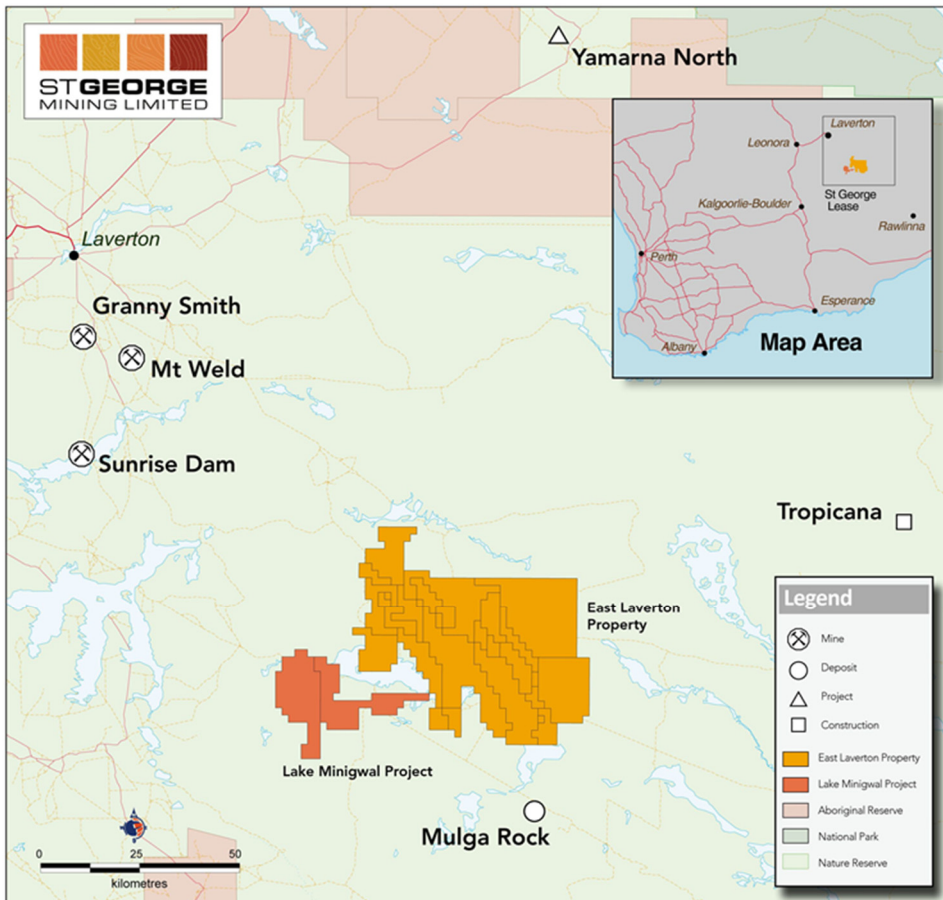 STGEORGE
MINING LIMITED
Yamarna North
Laverton
Leonora
St George
Lease
Kalgoorlie-Boulder
Rawlinna
Perth
Esperance
Albany
Map Area
Laverton
Granny Smith
Mt Weld
Sunrise Dam
Tropicana
East Laverton
Property
Lake Minigwal Project
Mulga Rock
0 25 50
kilometres
Legend
Mine
Deposit
Project
Construction
East Laverton Property
Lake Minigwal Project
Aboriginal Reserve
National Park
Nature Reserve